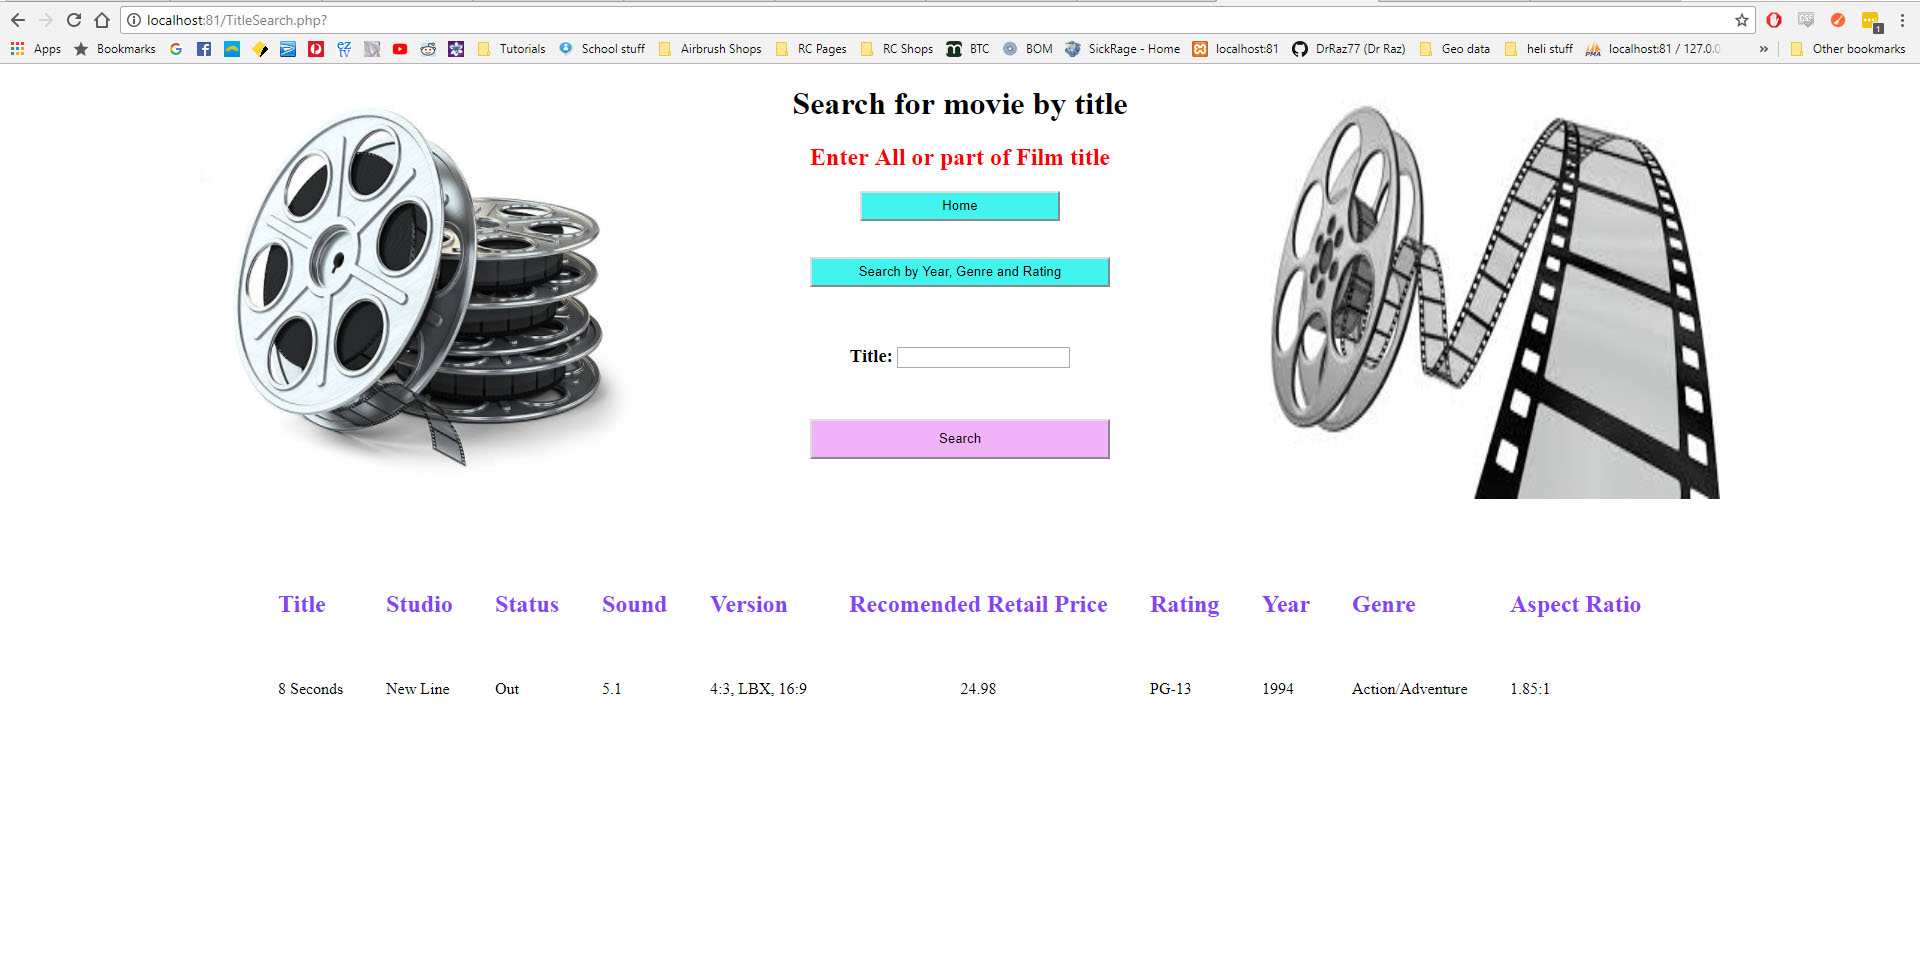 localhost:81/TitleSearch.php?
Apps Bookmarks Tutorials School stuff Airbrush Shops RC Pages RC Shops BTC BOM SickRage - Home localhost:81 DrRaz77 (Dr Raz) Geo data heli stuff localhost:81 / 127.0.0 » Other bookmarks
Search for movie by title
Enter All or part of Film title
Home
Search by Year, Genre and Rating
Title:
Search
Title Studio Status Sound Version Recomended Retail Price Rating Year Genre Aspect Ratio
8 Seconds New Line Out 5.1 4:3, LBX, 16:9 24.98 PG-13 1994 Action/Adventure 1.85:1